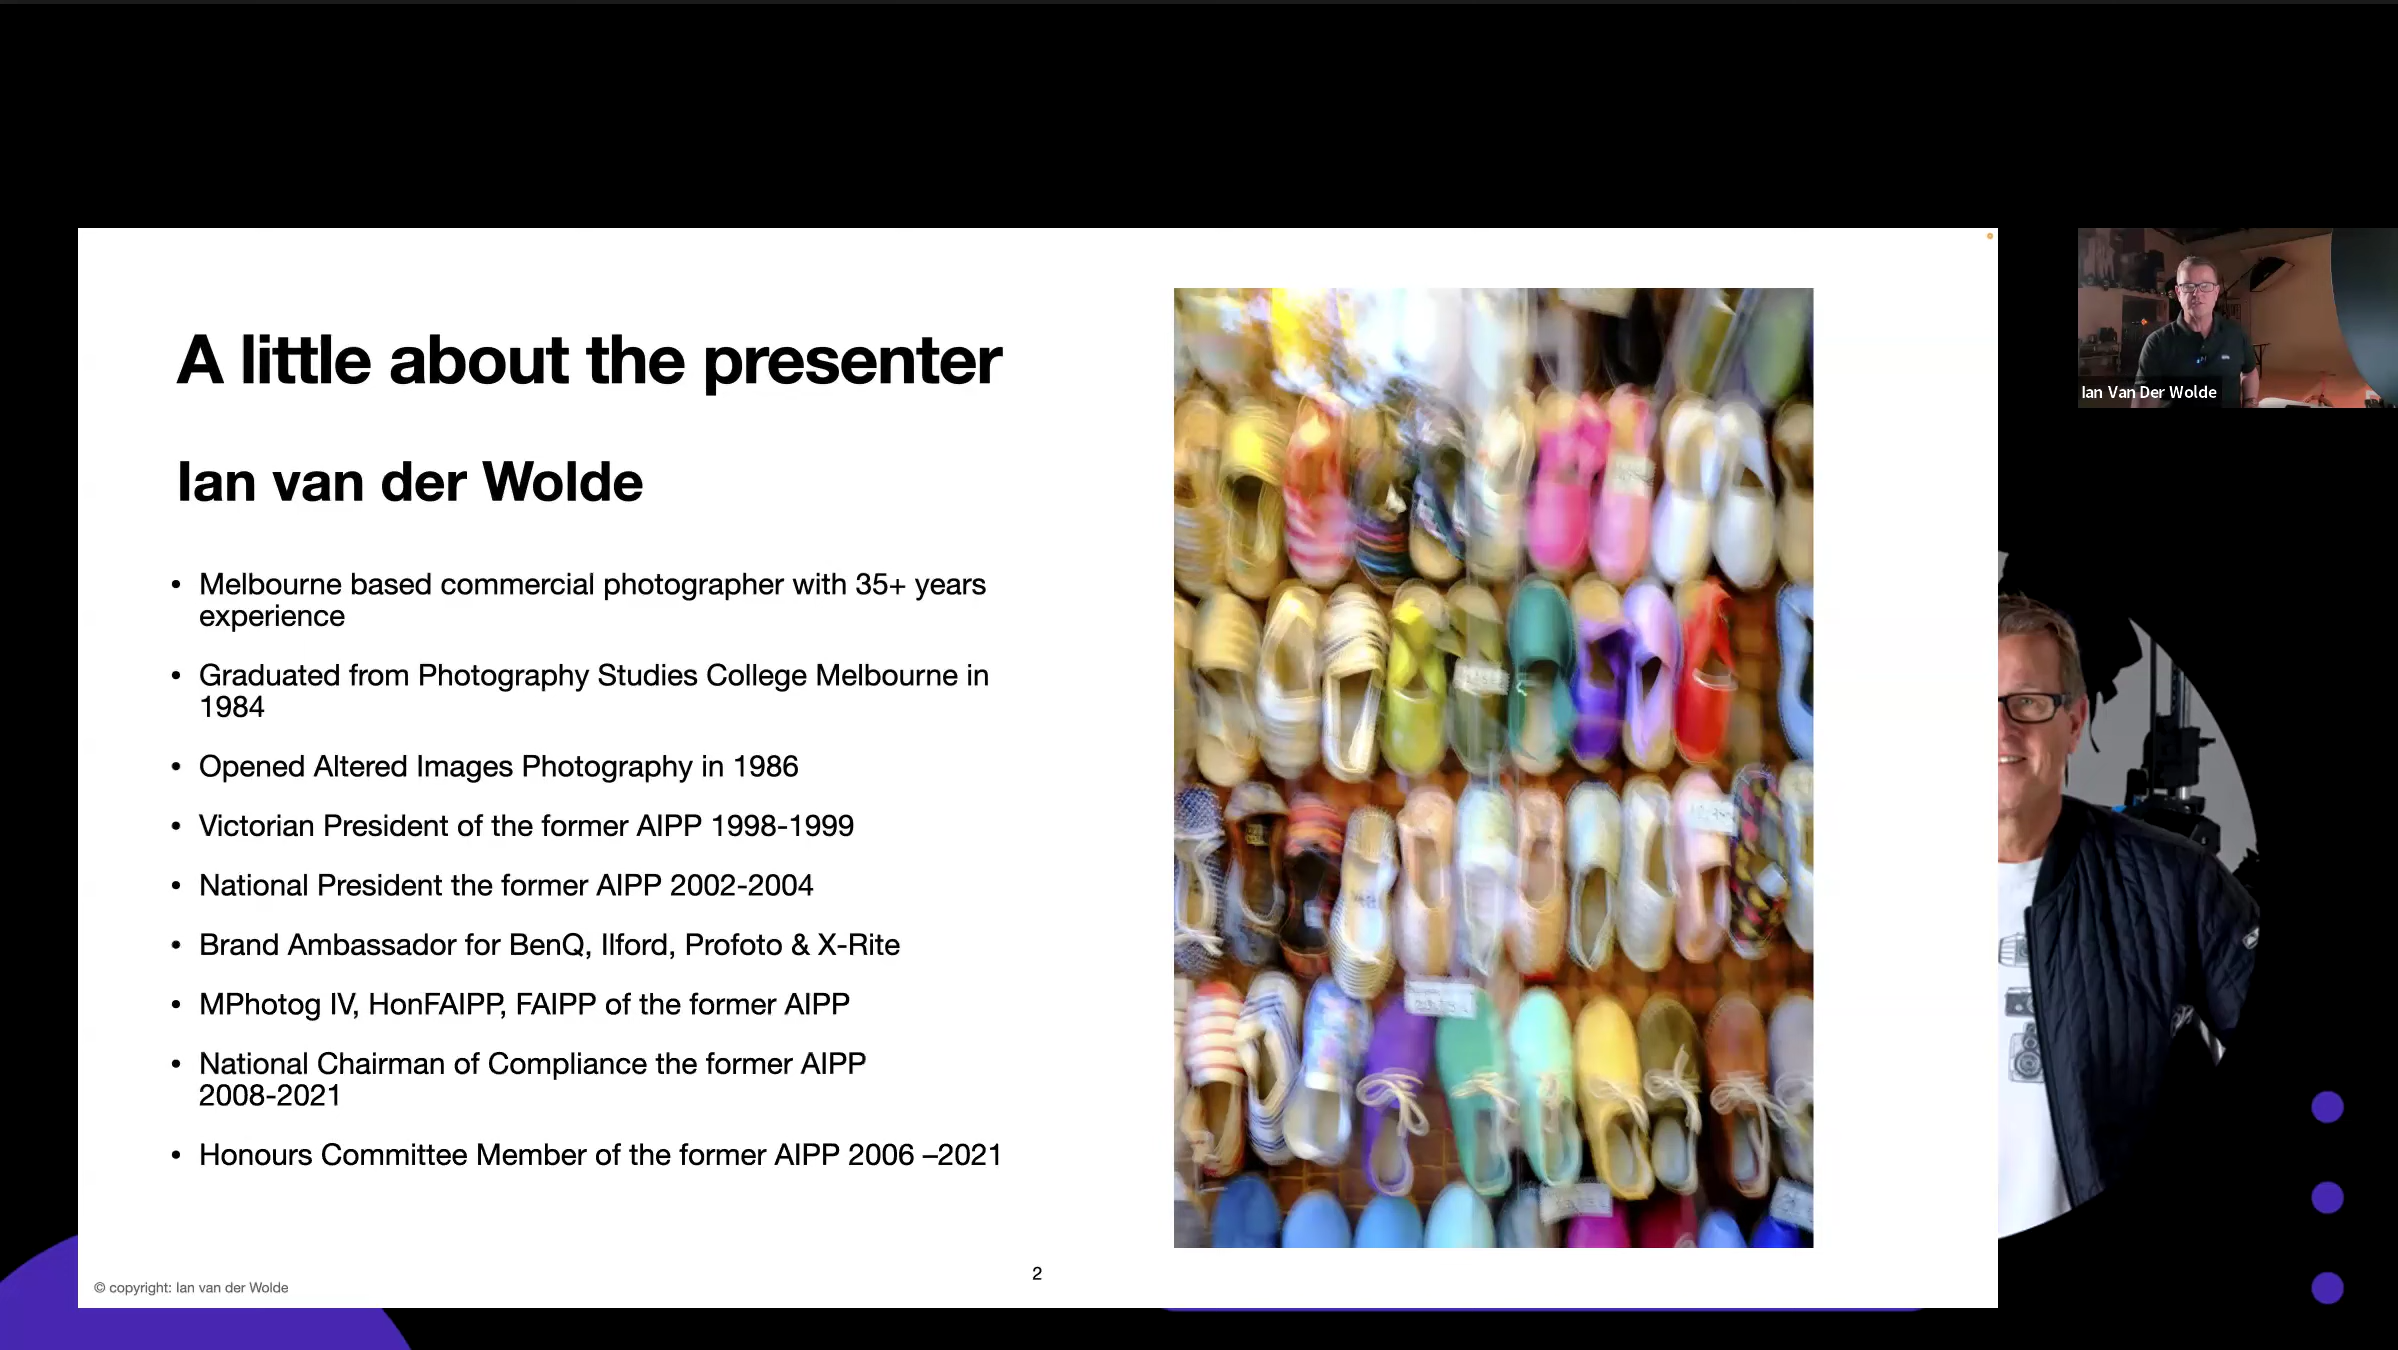 A little about the presenter
Ian van der Wolde
• Melbourne based commercial photographer with 35+ years
experience
• Graduated from Photography Studies College Melbourne in
1984
• Opened Altered Images Photography in 1986
• Victorian President of the former AIPP 1998-1999
• National President the former AIPP 2002-2004
• Brand Ambassador for BenQ, Ilford, Profoto & X-Rite
• MPhotog IV, HonFAIPP, FAIPP of the former AIPP
• National Chairman of Compliance the former AIPP
2008-2021
• Honours Committee Member of the former AIPP 2006 –2021
2
© copyright: Ian van der Wolde
Ian Van Der Wolde